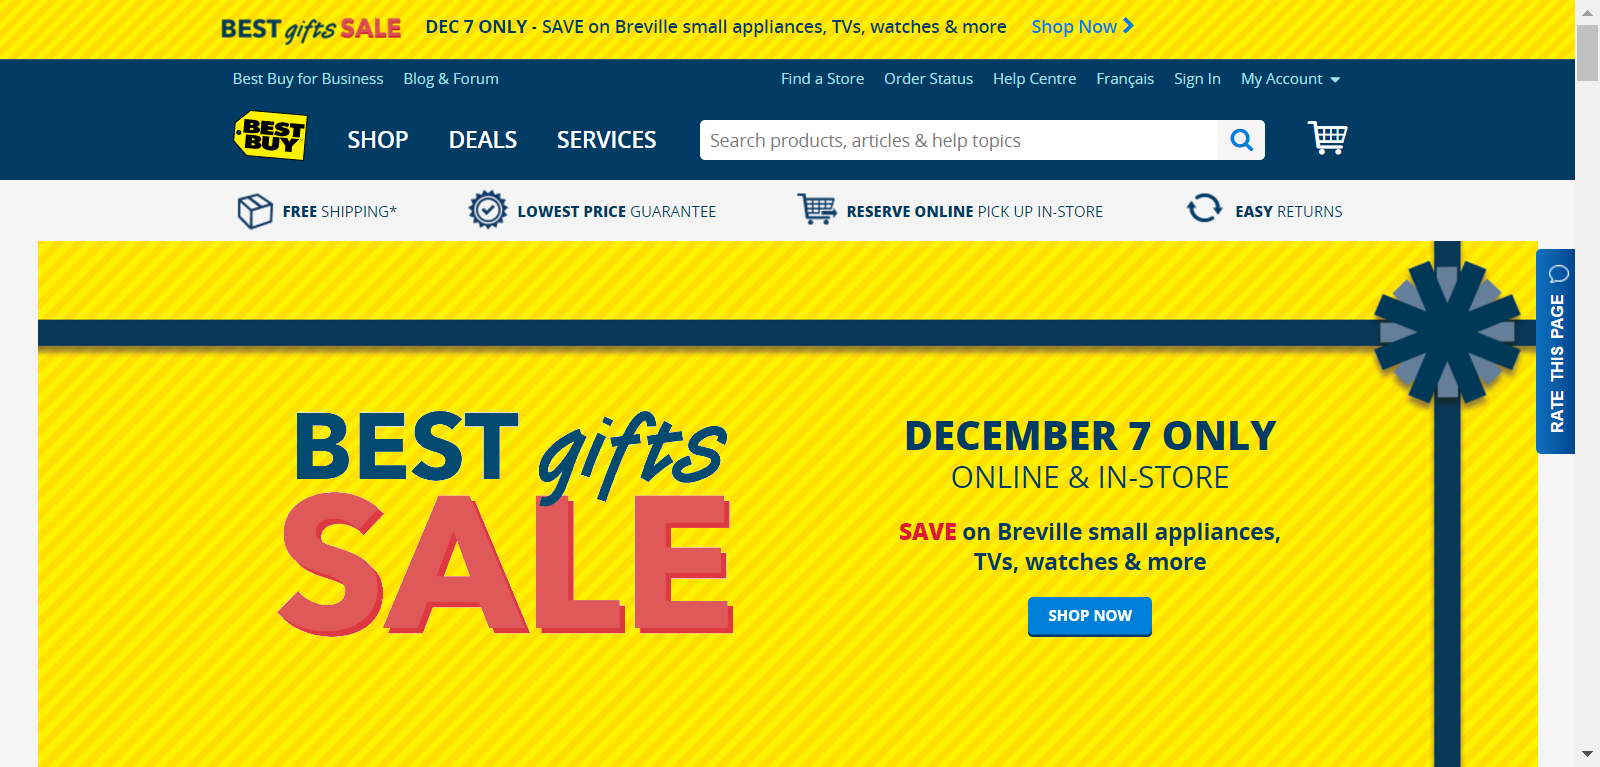 BEST gifts SALE DEC 7 ONLY - SAVE on Breville small appliances, TVs, watches & more Shop Now
Best Buy for Business Blog & Forum Find a Store Order Status Help Centre Français Sign In My Account
BEST
BUY
SHOP DEALS SERVICES Search products, articles & help topics
FREE SHIPPING* LOWEST PRICE GUARANTEE RESERVE ONLINE PICK UP IN-STORE EASY RETURNS
RATE THIS PAGE
BEST gifts
SALE
DECEMBER 7 ONLY
ONLINE & IN-STORE
SAVE on Breville small appliances,
TVs, watches & more
SHOP NOW